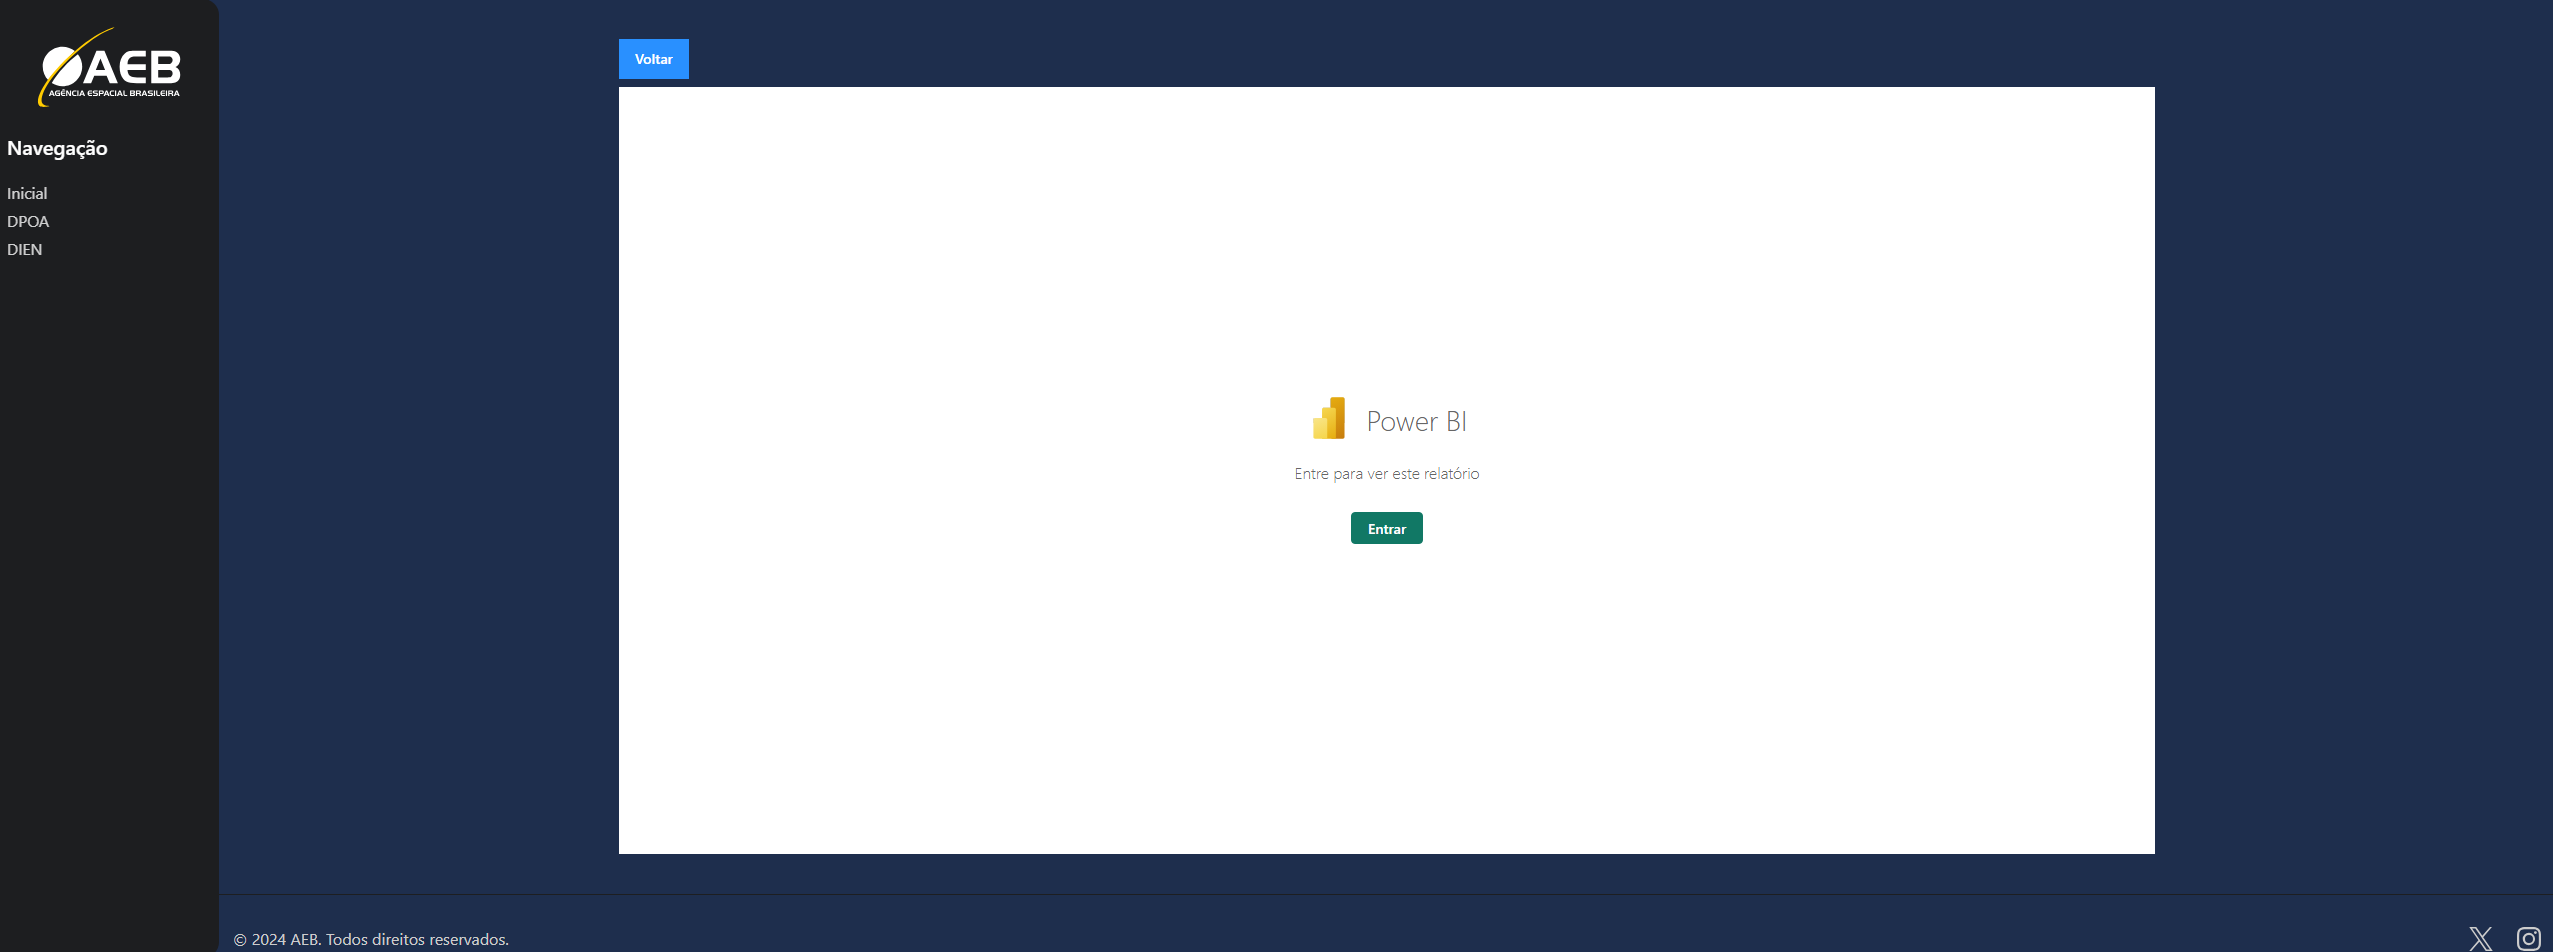 AEB
AGÊNCIA ESPACIAL BRASILEIRA
Navegação
Inicial
DPOA
DIEN
Voltar
Power BI
Entre para ver este relatório
Entrar
© 2024 AEB. Todos direitos reservados.